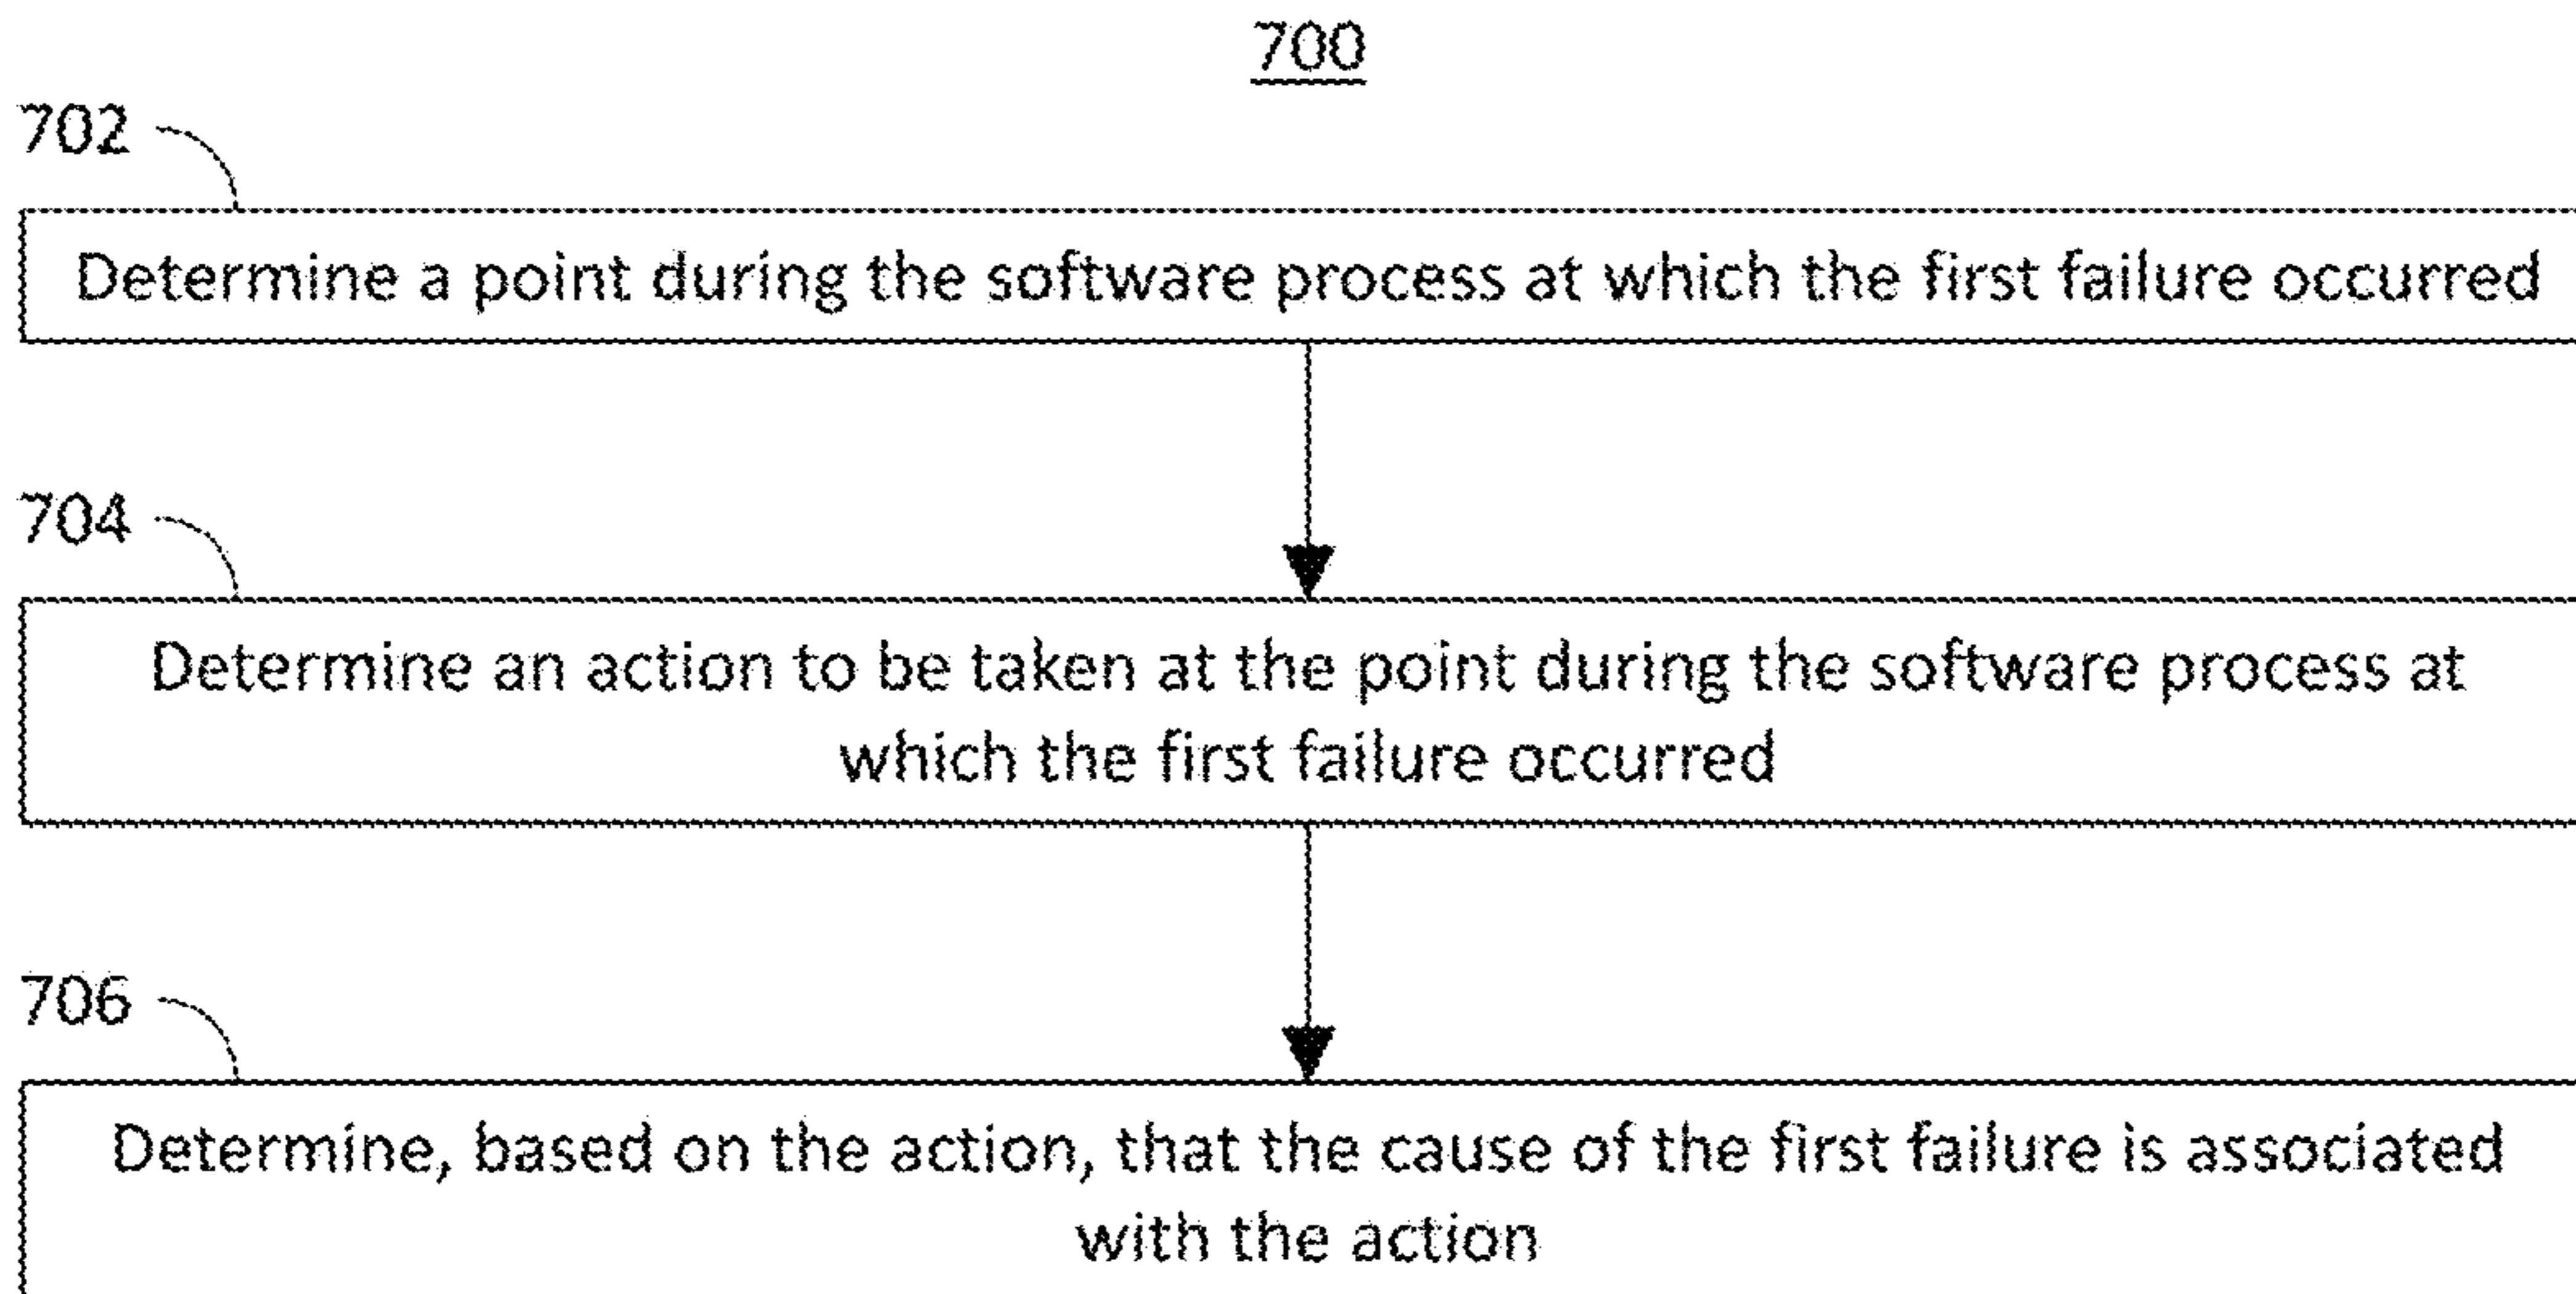 700
702
Determine a point during the software process at which the first failure occurred
704
Determine an action to be taken at the point during the software process at
which the first failure occurred
706
Determine, based on the action, that the cause of the first failure is associated
with the action